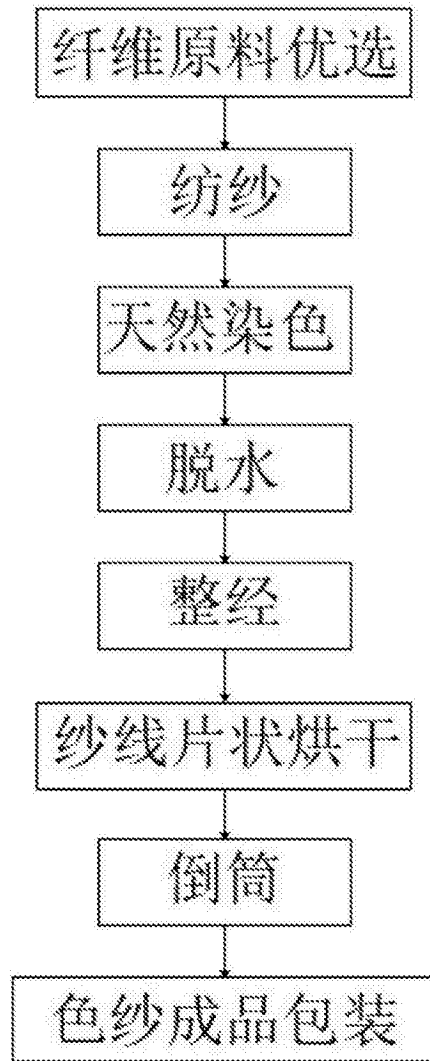 纤维原料优选
纺纱
天然染色
脱水
整经
纱线片状烘干
倒筒
色纱成品包装